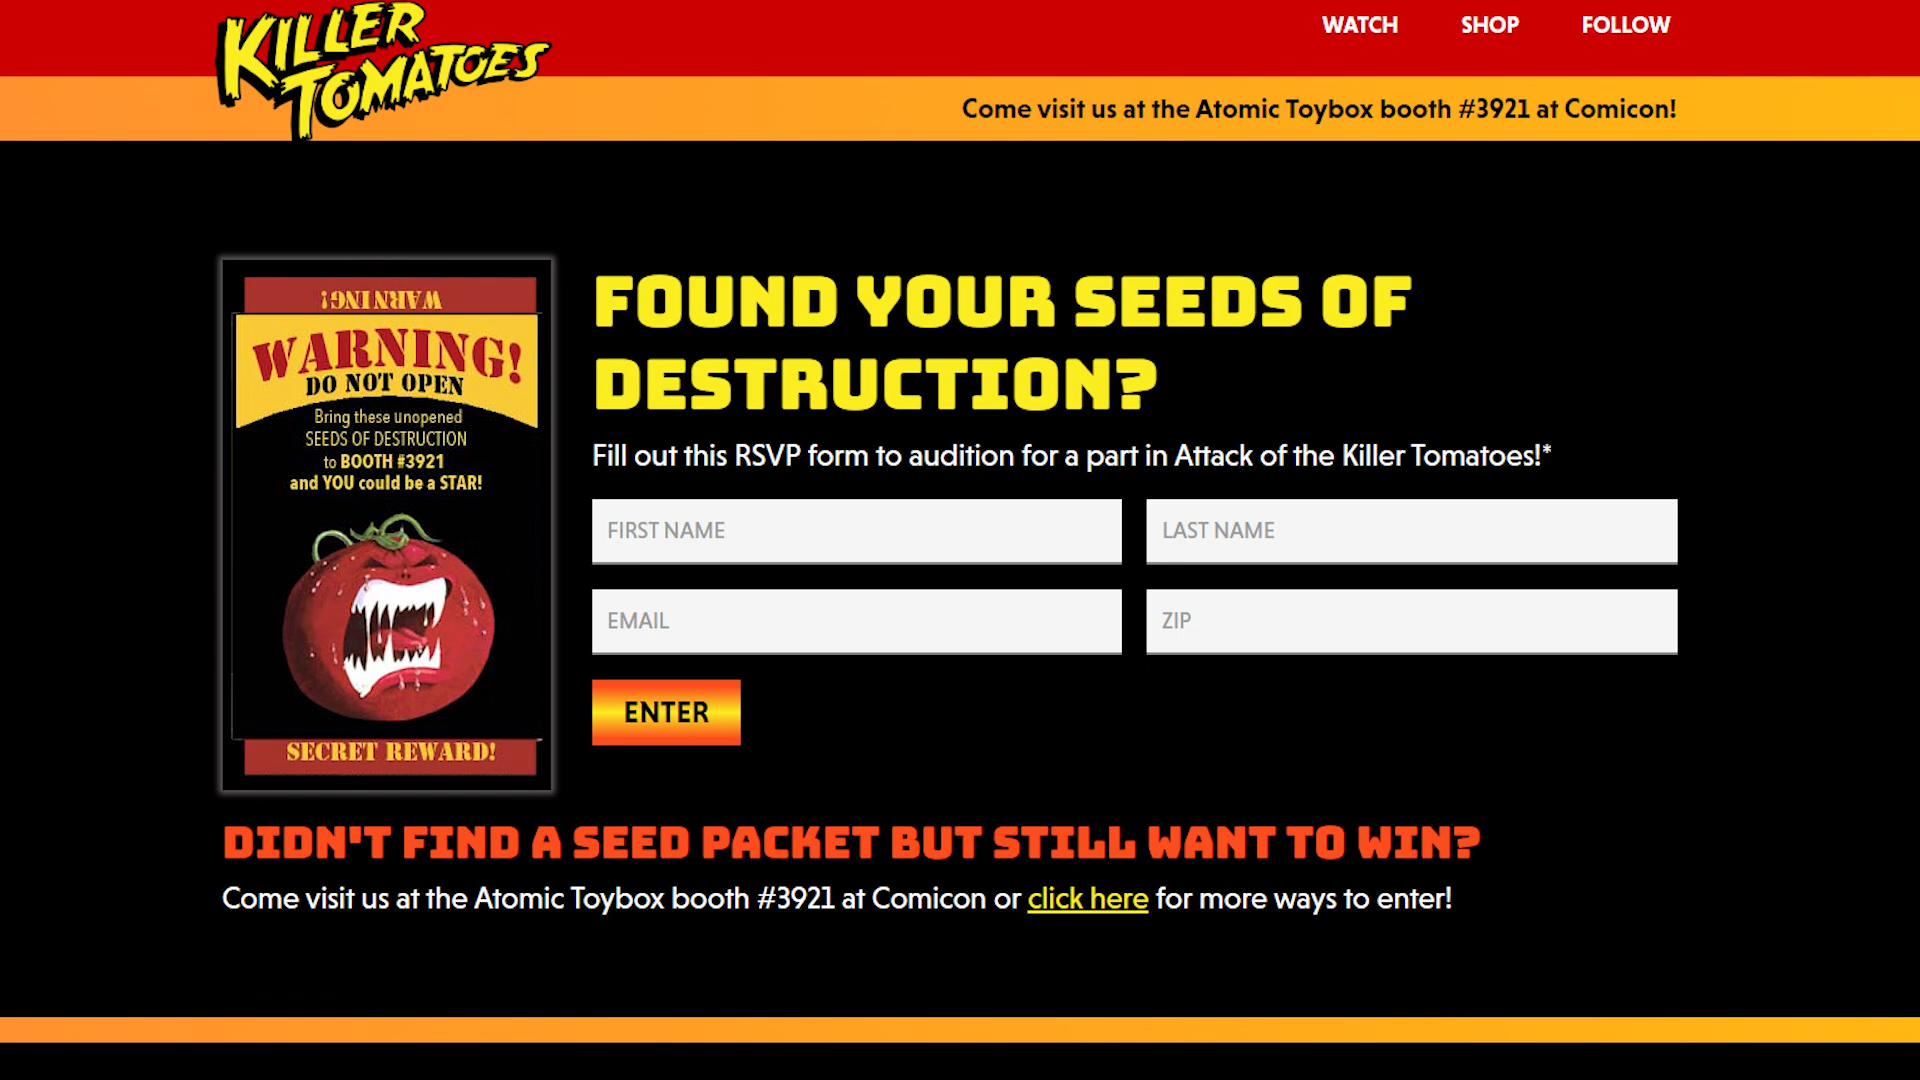 KILLER
TOMATOES
WATCH
SHOP
FOLLOW
Come visit us at the Atomic Toybox booth #3921 at Comicon!
WARNING!
WARNING!
DO NOT OPEN
Bring these unopened
SEEDS OF DESTRUCTION
to BOOTH #3921
and YOU could be a STAR!
SECRET REWARD!
FOUND YOUR SEEDS OF
DESTRUCTION?
Fill out this RSVP form to audition for a part in Attack of the Killer Tomatoes!*
FIRST NAME
LAST NAME
EMAIL
ZIP
ENTER
DIDN'T FIND A SEED PACKET BUT STILL WANT TO WIN?
Come visit us at the Atomic Toybox booth #3921 at Comicon or click here for more ways to enter!